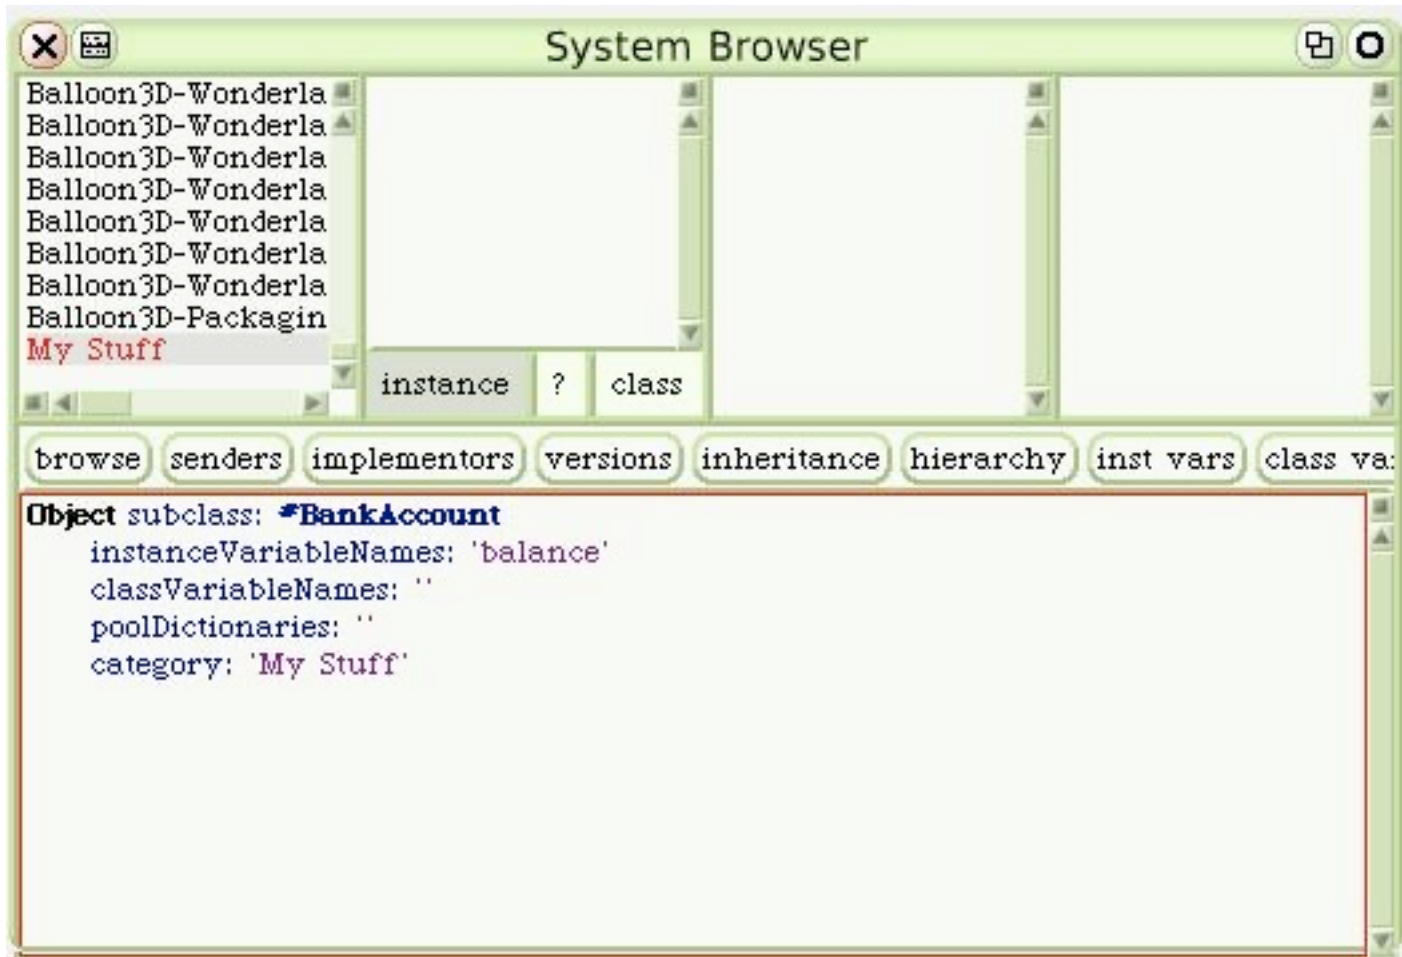 System Browser
Balloon3D-Wonderla
Balloon3D-Wonderla
Balloon3D-Wonderla
Balloon3D-Wonderla
Balloon3D-Wonderla
Balloon3D-Wonderla
Balloon3D-Wonderla
Balloon3D-Packagin
My Stuff
instance ? class
browse senders implementors versions inheritance hierarchy inst vars class va
Object subclass: #BankAccount
instanceVariableNames: 'balance'
classVariableNames: ''
poolDictionaries: ''
category: 'My Stuff'